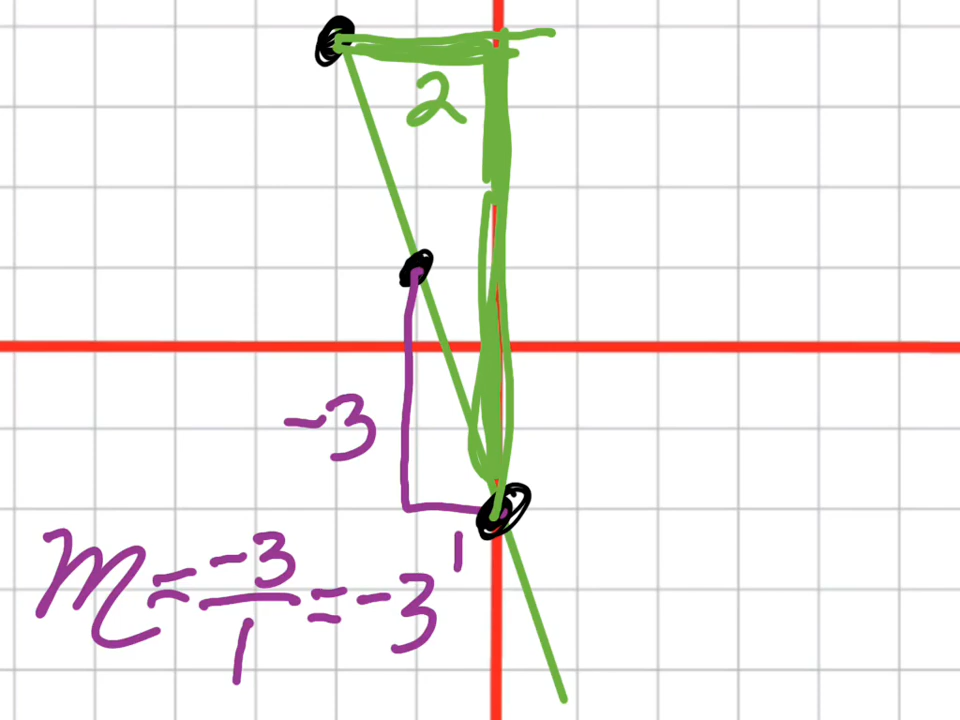 2
-3
1
m = -3/1 = -3